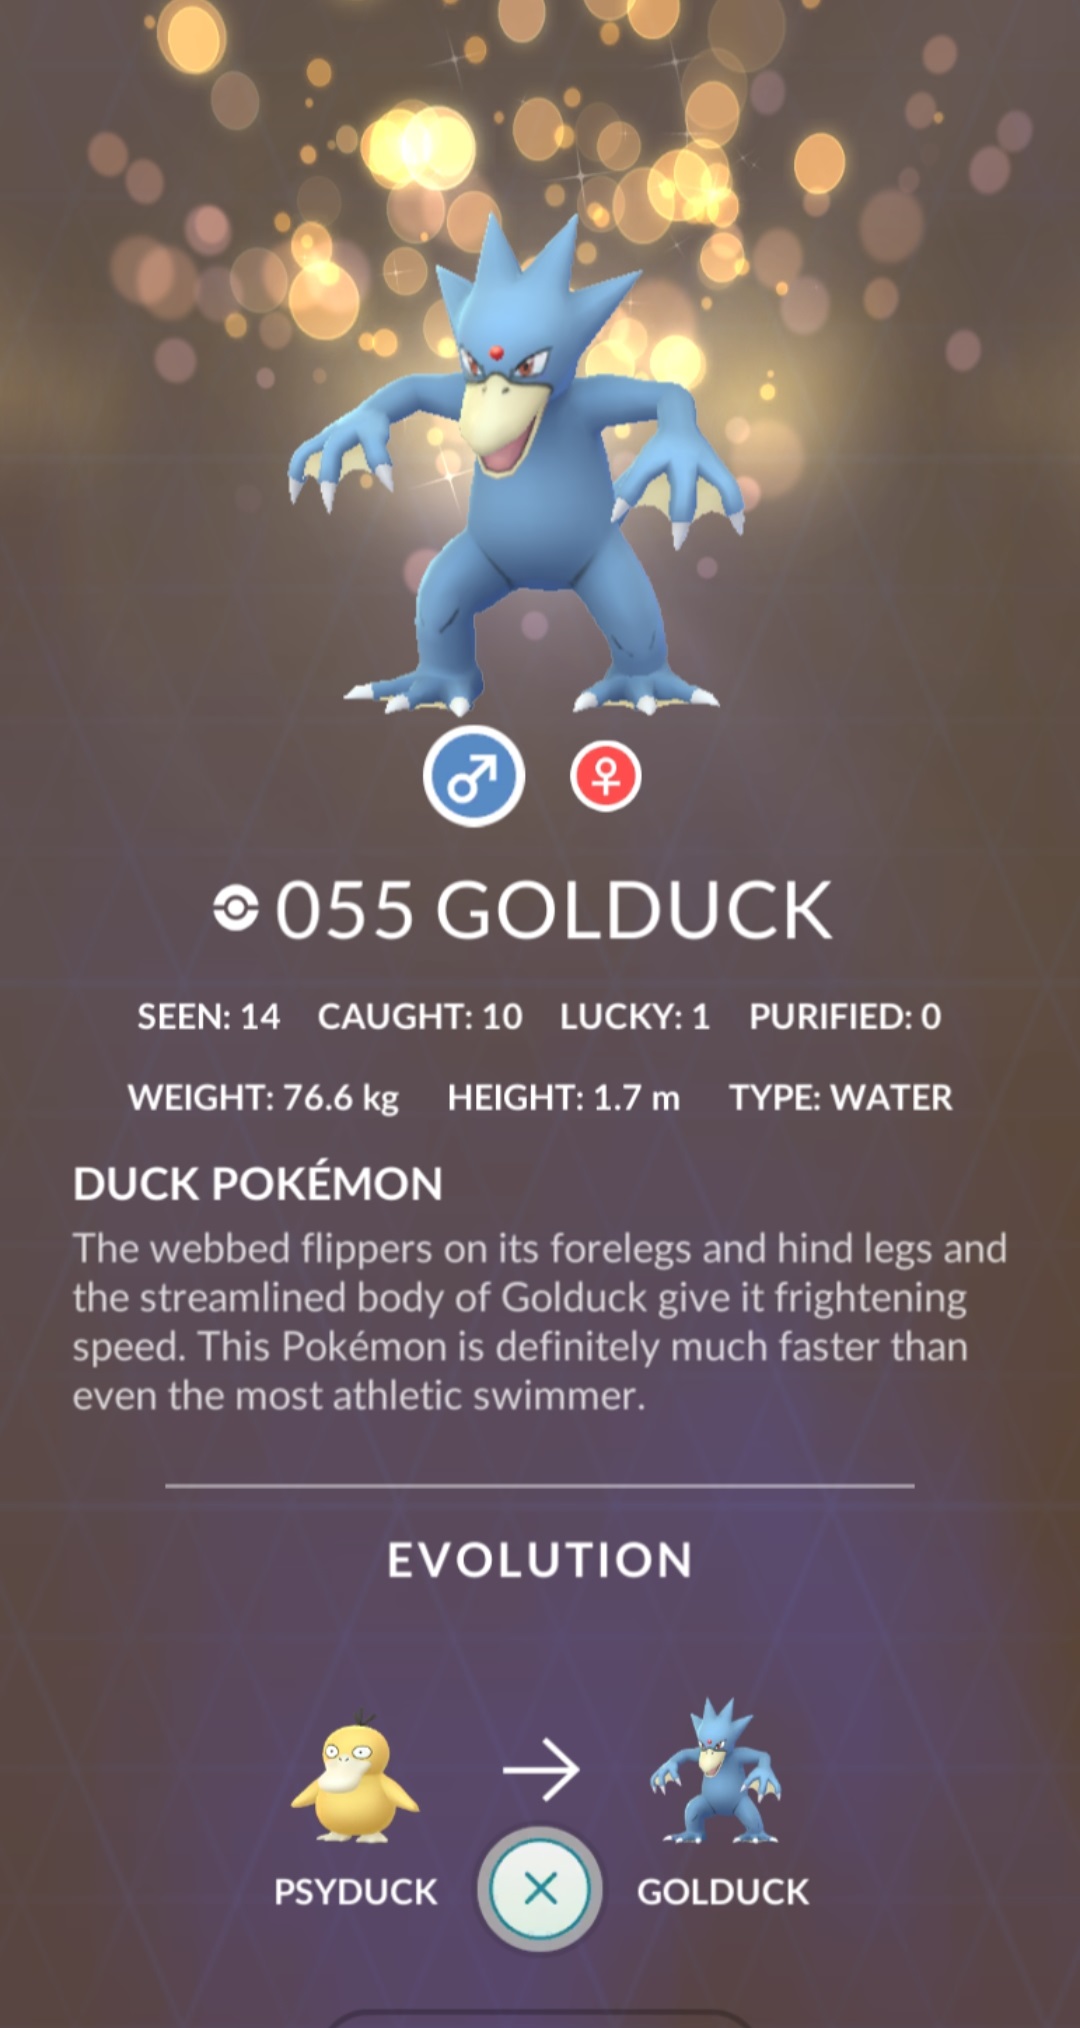 055 GOLDUCK
SEEN: 14 CAUGHT: 10 LUCKY: 1 PURIFIED: 0
WEIGHT: 76.6 kg HEIGHT: 1.7 m TYPE: WATER
DUCK POKÉMON
The webbed flippers on its forelegs and hind legs and
the streamlined body of Golduck give it frightening
speed. This Pokémon is definitely much faster than
even the most athletic swimmer.
EVOLUTION
PSYDUCK GOLDUCK